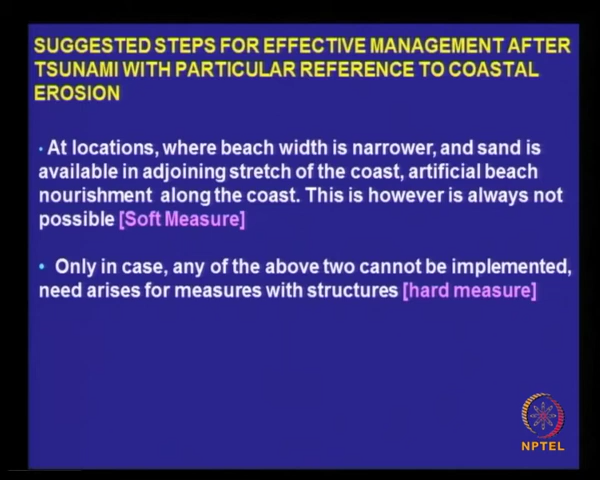 SUGGESTED STEPS FOR EFFECTIVE MANAGEMENT AFTER
TSUNAMI WITH PARTICULAR REFERENCE TO COASTAL
EROSION
• At locations, where beach width is narrower, and sand is
available in adjoining stretch of the coast, artificial beach
nourishment along the coast. This is however is always not
possible [Soft Measure]
• Only in case, any of the above two cannot be implemented,
need arises for measures with structures [hard measure]
NPTEL